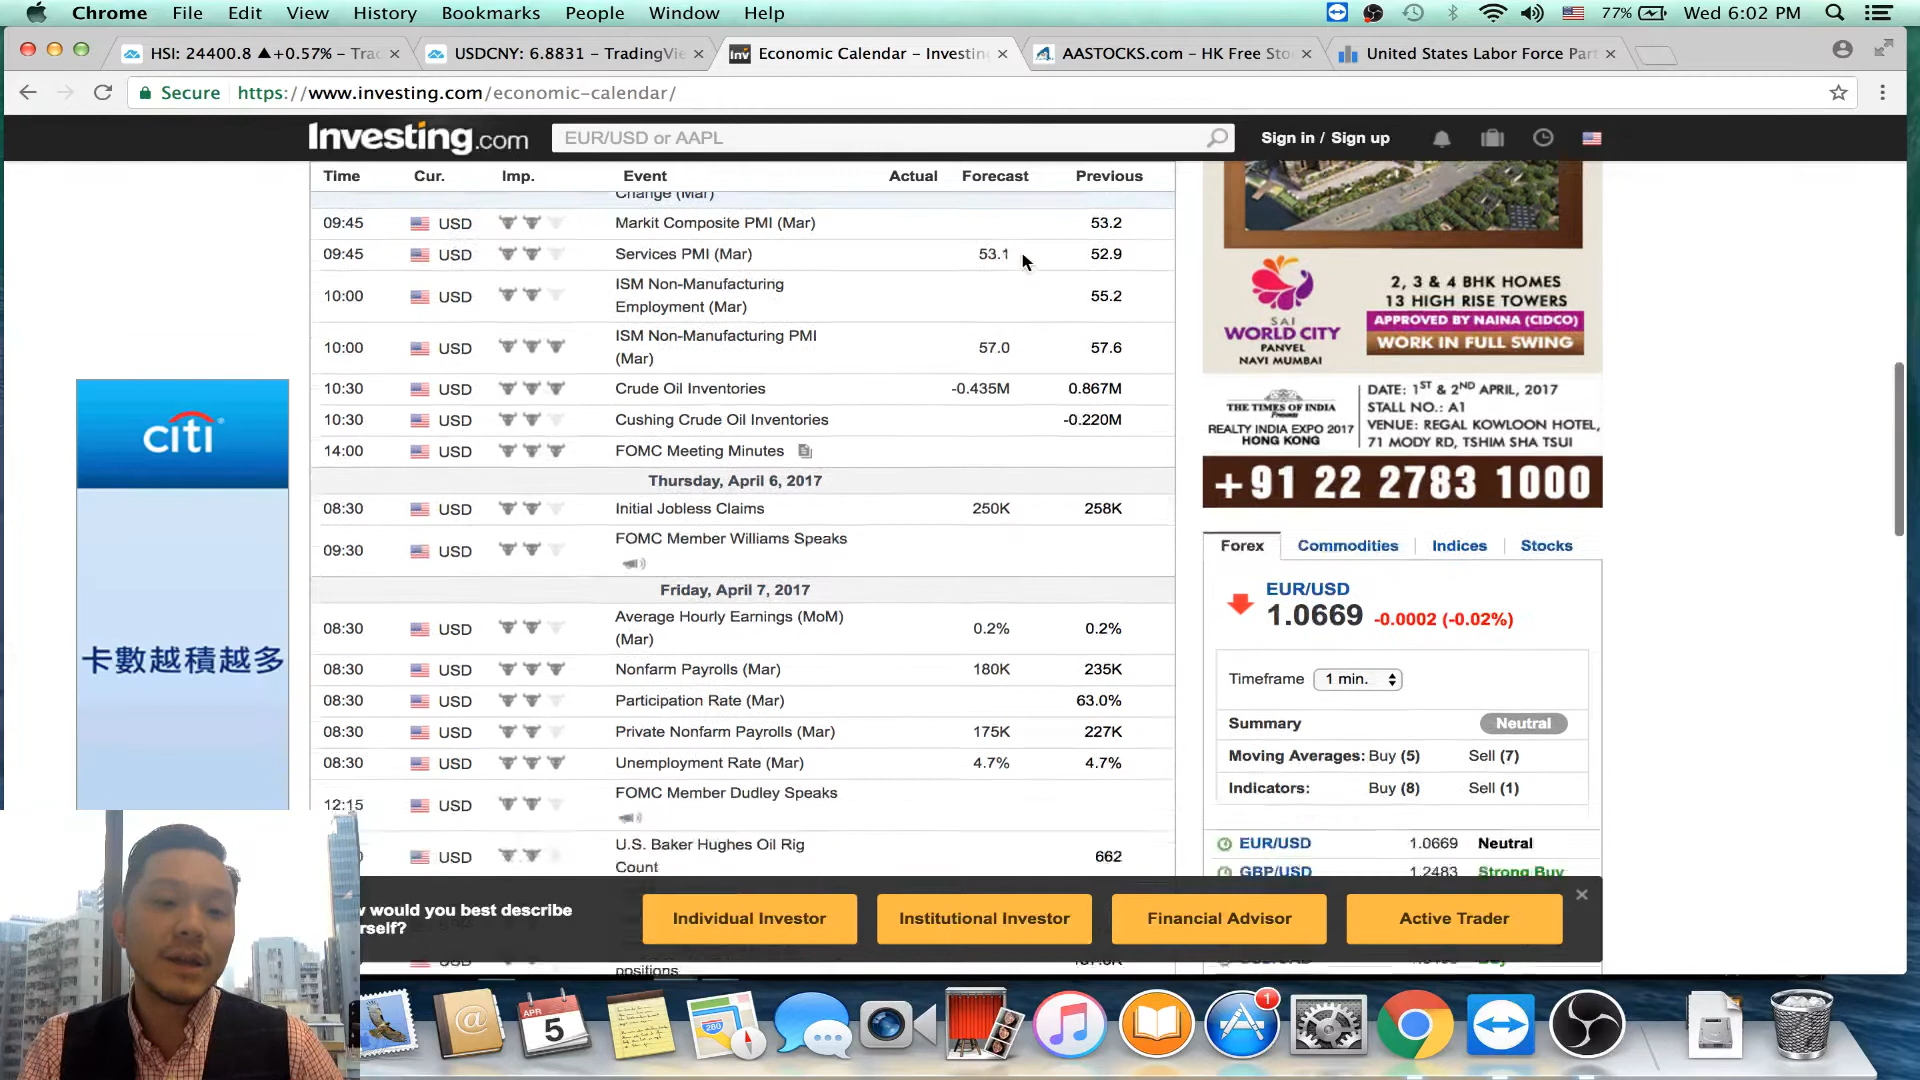 Chrome File Edit View History Bookmarks People Window Help 77% Wed 6:02 PM
HSI: 24400.8 ▲+0.57% – Trad
USDCNY: 6.8831 – TradingVie
Economic Calendar – Investin
AASTOCKS.com – HK Free Sto
United States Labor Force Par
Secure https://www.investing.com/economic-calendar/
Investing.com EUR/USD or AAPL Sign in / Sign up
Time Cur. Imp. Event Actual Forecast Previous
Change (Mar)
09:45 USD Markit Composite PMI (Mar) 53.2
09:45 USD Services PMI (Mar) 53.1 52.9
10:00 USD ISM Non-Manufacturing
Employment (Mar) 55.2
10:00 USD ISM Non-Manufacturing PMI
(Mar) 57.0 57.6
10:30 USD Crude Oil Inventories -0.435M 0.867M
10:30 USD Cushing Crude Oil Inventories -0.220M
14:00 USD FOMC Meeting Minutes
Thursday, April 6, 2017
08:30 USD Initial Jobless Claims 250K 258K
09:30 USD FOMC Member Williams Speaks
Friday, April 7, 2017
08:30 USD Average Hourly Earnings (MoM)
(Mar) 0.2% 0.2%
08:30 USD Nonfarm Payrolls (Mar) 180K 235K
08:30 USD Participation Rate (Mar) 63.0%
08:30 USD Private Nonfarm Payrolls (Mar) 175K 227K
08:30 USD Unemployment Rate (Mar) 4.7% 4.7%
12:15 USD FOMC Member Dudley Speaks
USD U.S. Baker Hughes Oil Rig
Count 662
positions
citi
卡數越積越多
2, 3 & 4 BHK HOMES
13 HIGH RISE TOWERS
APPROVED BY NAINA (CIDCO)
WORK IN FULL SWING
SAI
WORLD CITY
PANVEL
NAVI MUMBAI
THE TIMES OF INDIA
Presents
REALTY INDIA EXPO 2017
HONG KONG
DATE: 1ST & 2ND APRIL, 2017
STALL NO.: A1
VENUE: REGAL KOWLOON HOTEL,
71 MODY RD, TSHIM SHA TSUI
+91 22 2783 1000
Forex Commodities Indices Stocks
EUR/USD
1.0669 -0.0002 (-0.02%)
Timeframe 1 min.
Summary Neutral
Moving Averages: Buy (5) Sell (7)
Indicators: Buy (8) Sell (1)
EUR/USD 1.0669 Neutral
GBP/USD 1.2483 Strong Buy
would you best describe
rself?
Individual Investor
Institutional Investor
Financial Advisor
Active Trader
APR
5
280
1